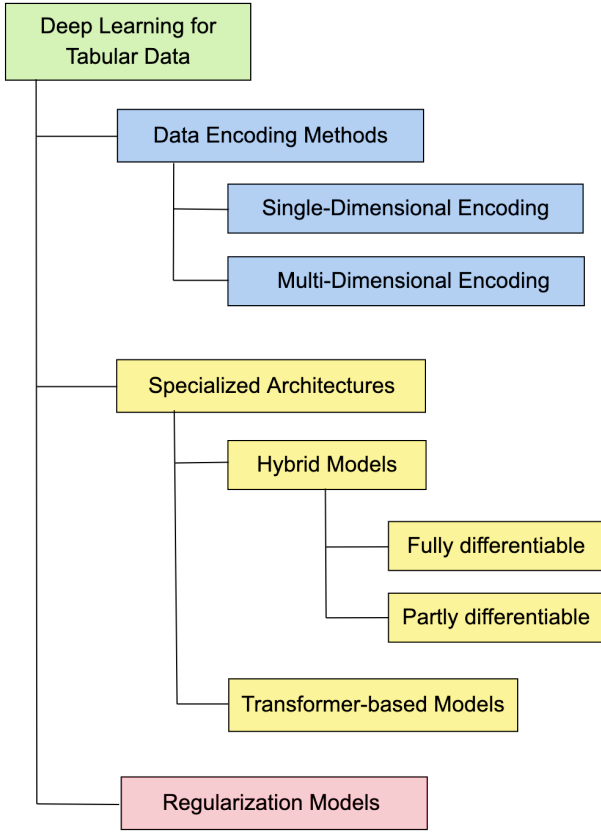 Deep Learning for
Tabular Data
Data Encoding Methods
Single-Dimensional Encoding
Multi-Dimensional Encoding
Specialized Architectures
Hybrid Models
Fully differentiable
Partly differentiable
Transformer-based Models
Regularization Models